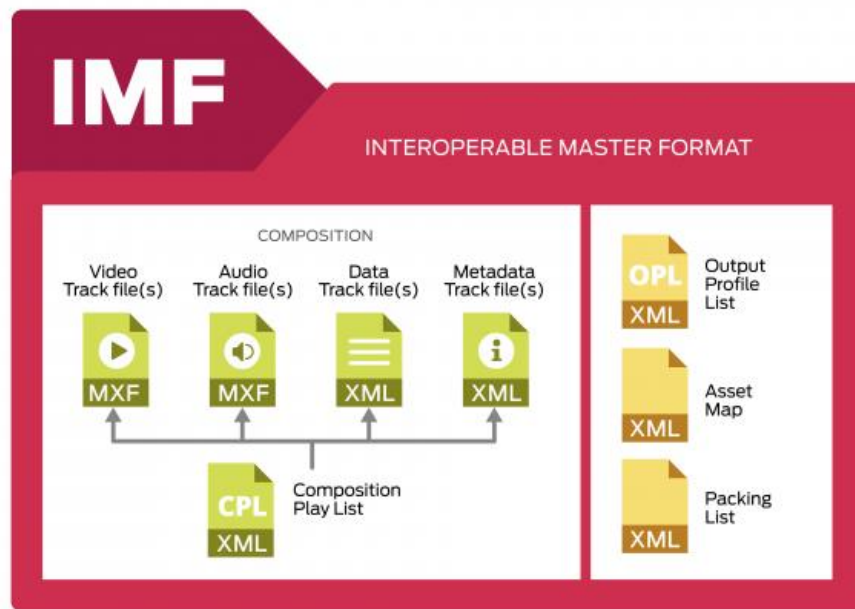 IMF
INTEROPERABLE MASTER FORMAT
COMPOSITION
Video
Track file(s)
Audio
Track file(s)
Data
Track file(s)
Metadata
Track file(s)
MXF
MXF
XML
XML
CPL
XML
Composition
Play List
OPL
XML
Output
Profile
List
XML
Asset
Map
XML
Packing
List